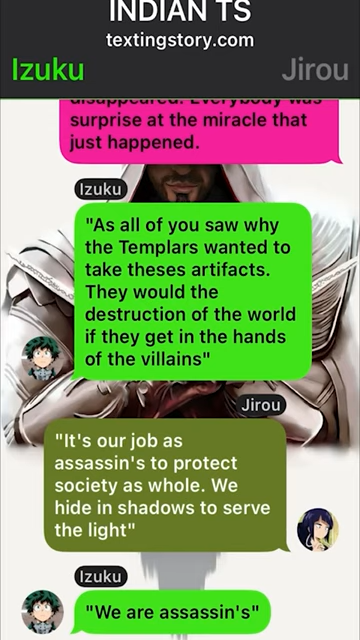 INDIAN TS
textingstory.com
Izuku
Jirou
disappeared. Everybody was
surprise at the miracle that
just happened.
Izuku
"As all of you saw why
the Templars wanted to
take theses artifacts.
They would the
destruction of the world
if they get in the hands
of the villains"
Jirou
"It's our job as
assassin's to protect
society as whole. We
hide in shadows to serve
the light"
Izuku
"We are assassin's"